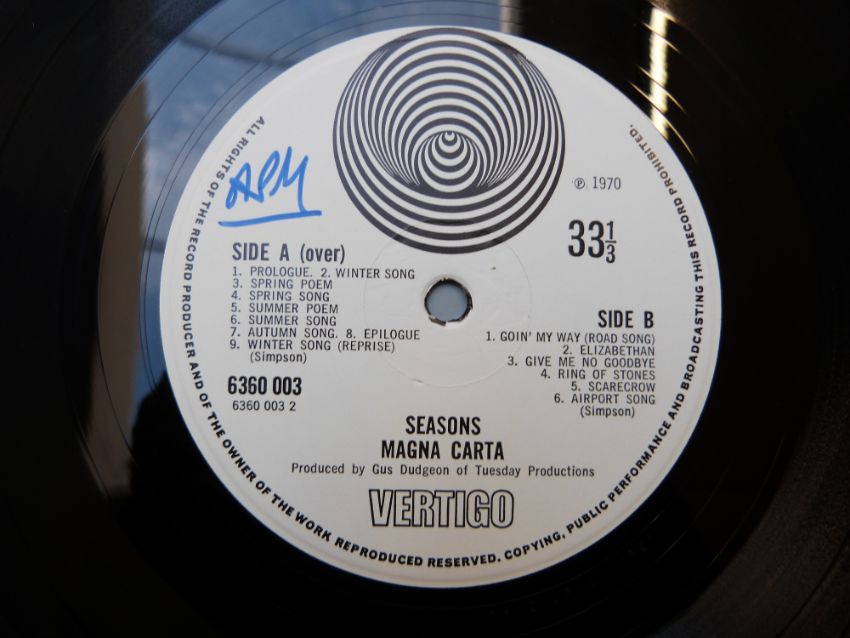 ALL RIGHTS OF THE RECORD PRODUCER AND OF THE OWNER OF THE WORK REPRODUCED RESERVED. COPYING, PUBLIC PERFORMANCE AND BROADCASTING THIS RECORD PROHIBITED.
℗ 1970
33 1/3
SIDE A (over)
1. PROLOGUE. 2. WINTER SONG
3. SPRING POEM
4. SPRING SONG
5. SUMMER POEM
6. SUMMER SONG
7. AUTUMN SONG. 8. EPILOGUE
9. WINTER SONG (REPRISE)
(Simpson)
6360 003
6360 003 2
SIDE B
1. GOIN' MY WAY (ROAD SONG)
2. ELIZABETHAN
3. GIVE ME NO GOODBYE
4. RING OF STONES
5. SCARECROW
6. AIRPORT SONG
(Simpson)
SEASONS
MAGNA CARTA
Produced by Gus Dudgeon of Tuesday Productions
VERTIGO